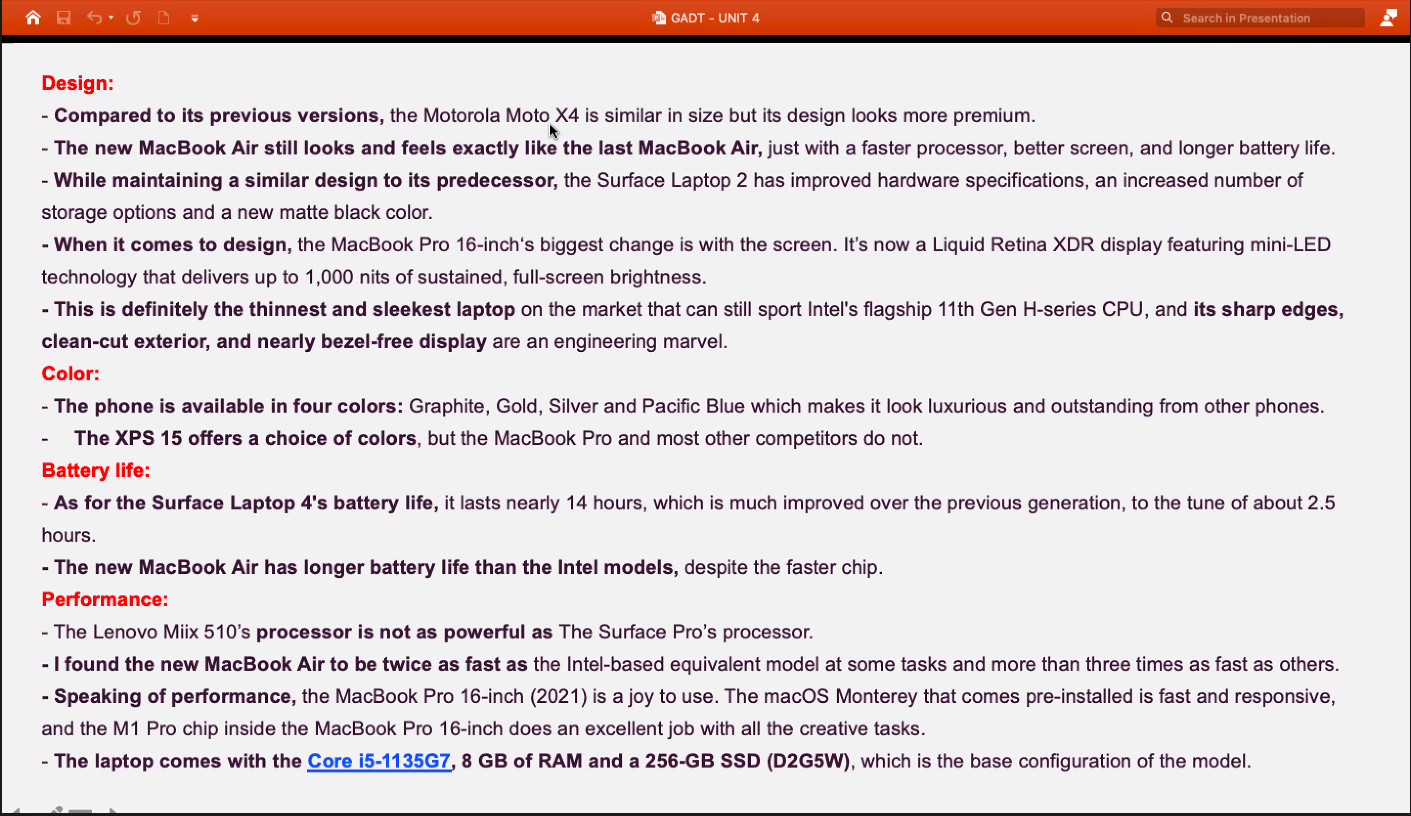 GADT - UNIT 4
Search in Presentation
Design:
- Compared to its previous versions, the Motorola Moto X4 is similar in size but its design looks more premium.
- The new MacBook Air still looks and feels exactly like the last MacBook Air, just with a faster processor, better screen, and longer battery life.
- While maintaining a similar design to its predecessor, the Surface Laptop 2 has improved hardware specifications, an increased number of
storage options and a new matte black color.
- When it comes to design, the MacBook Pro 16-inch‘s biggest change is with the screen. It’s now a Liquid Retina XDR display featuring mini-LED
technology that delivers up to 1,000 nits of sustained, full-screen brightness.
- This is definitely the thinnest and sleekest laptop on the market that can still sport Intel's flagship 11th Gen H-series CPU, and its sharp edges,
clean-cut exterior, and nearly bezel-free display are an engineering marvel.
Color:
- The phone is available in four colors: Graphite, Gold, Silver and Pacific Blue which makes it look luxurious and outstanding from other phones.
- The XPS 15 offers a choice of colors, but the MacBook Pro and most other competitors do not.
Battery life:
- As for the Surface Laptop 4's battery life, it lasts nearly 14 hours, which is much improved over the previous generation, to the tune of about 2.5
hours.
- The new MacBook Air has longer battery life than the Intel models, despite the faster chip.
Performance:
- The Lenovo Miix 510’s processor is not as powerful as The Surface Pro’s processor.
- I found the new MacBook Air to be twice as fast as the Intel-based equivalent model at some tasks and more than three times as fast as others.
- Speaking of performance, the MacBook Pro 16-inch (2021) is a joy to use. The macOS Monterey that comes pre-installed is fast and responsive,
and the M1 Pro chip inside the MacBook Pro 16-inch does an excellent job with all the creative tasks.
- The laptop comes with the Core i5-1135G7, 8 GB of RAM and a 256-GB SSD (D2G5W), which is the base configuration of the model.